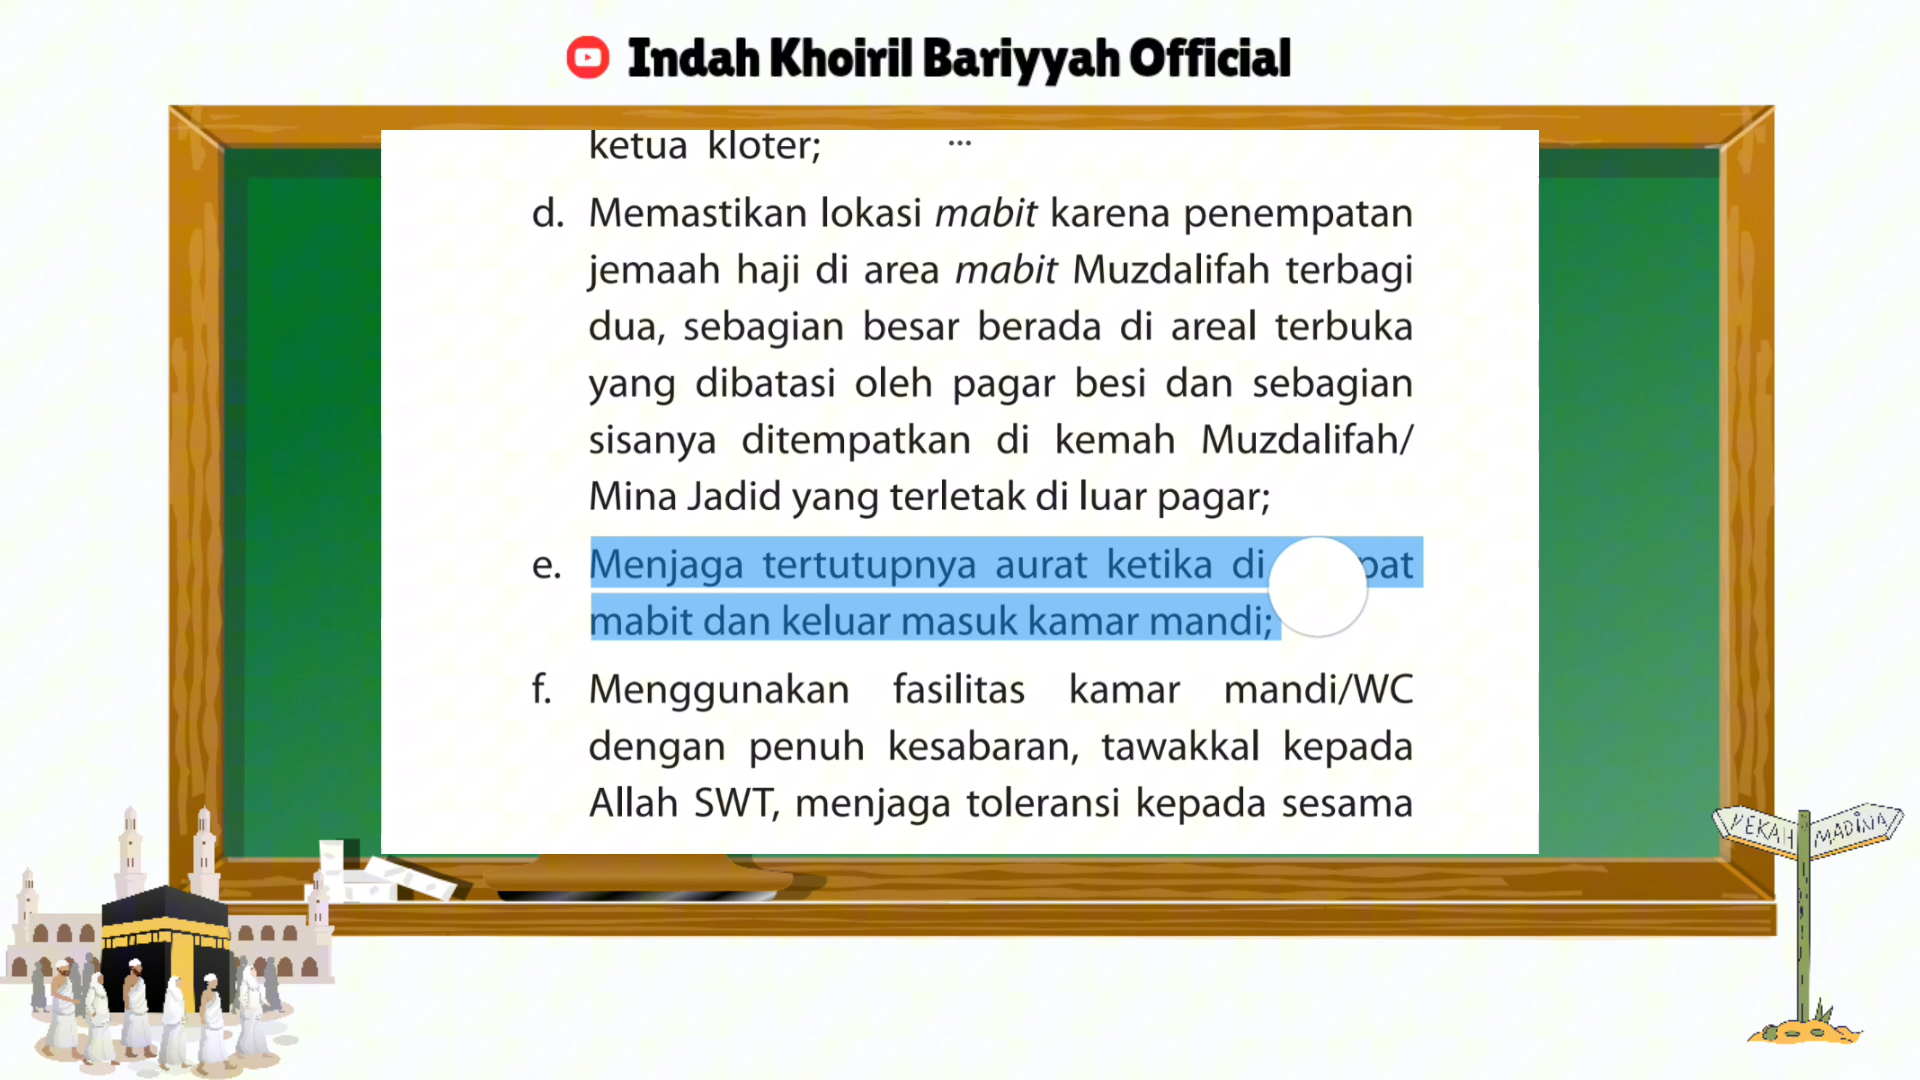 Indah Khoiril Bariyyah Official
ketua kloter; ...
d. Memastikan lokasi mabit karena penempatan
jemaah haji di area mabit Muzdalifah terbagi
dua, sebagian besar berada di areal terbuka
yang dibatasi oleh pagar besi dan sebagian
sisanya ditempatkan di kemah Muzdalifah/
Mina Jadid yang terletak di luar pagar;
e. Menjaga tertutupnya aurat ketika di pat
mabit dan keluar masuk kamar mandi;
f. Menggunakan fasilitas kamar mandi/WC
dengan penuh kesabaran, tawakkal kepada
Allah SWT, menjaga toleransi kepada sesama
MEKAH MADINA